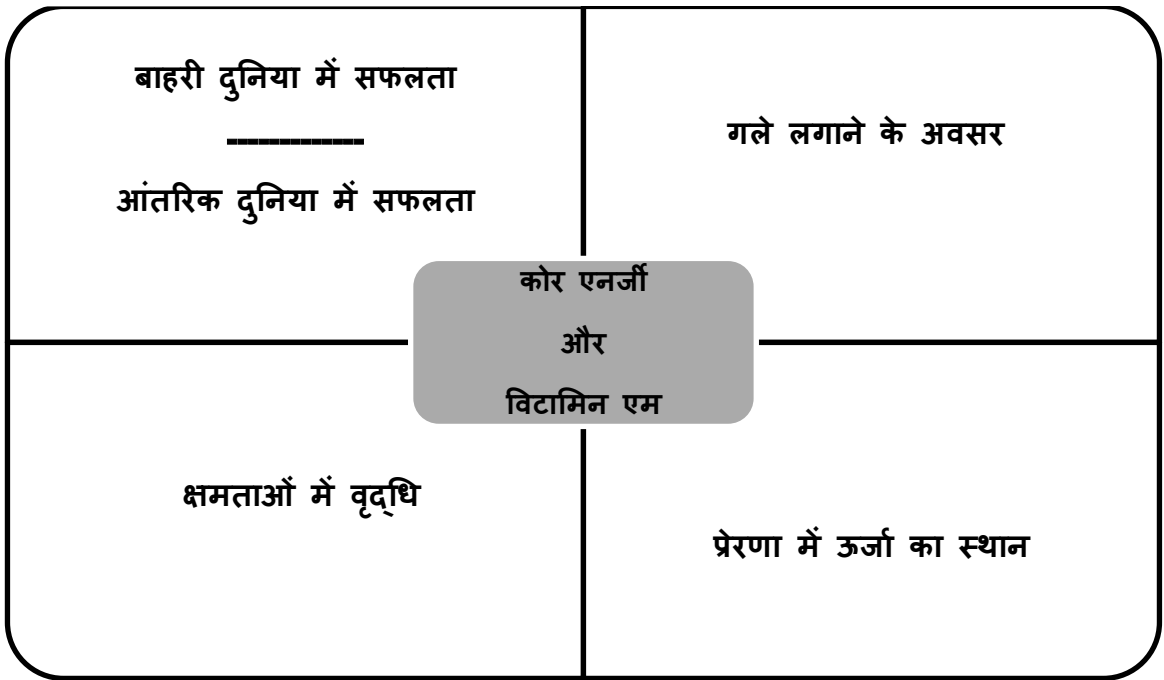 बाहरी दुनिया में सफलता
-------------
आंतरिक दुनिया में सफलता
गले लगाने के अवसर
कोर एनर्जी
और
विटामिन एम
क्षमताओं में वृद्धि
प्रेरणा में ऊर्जा का स्थान